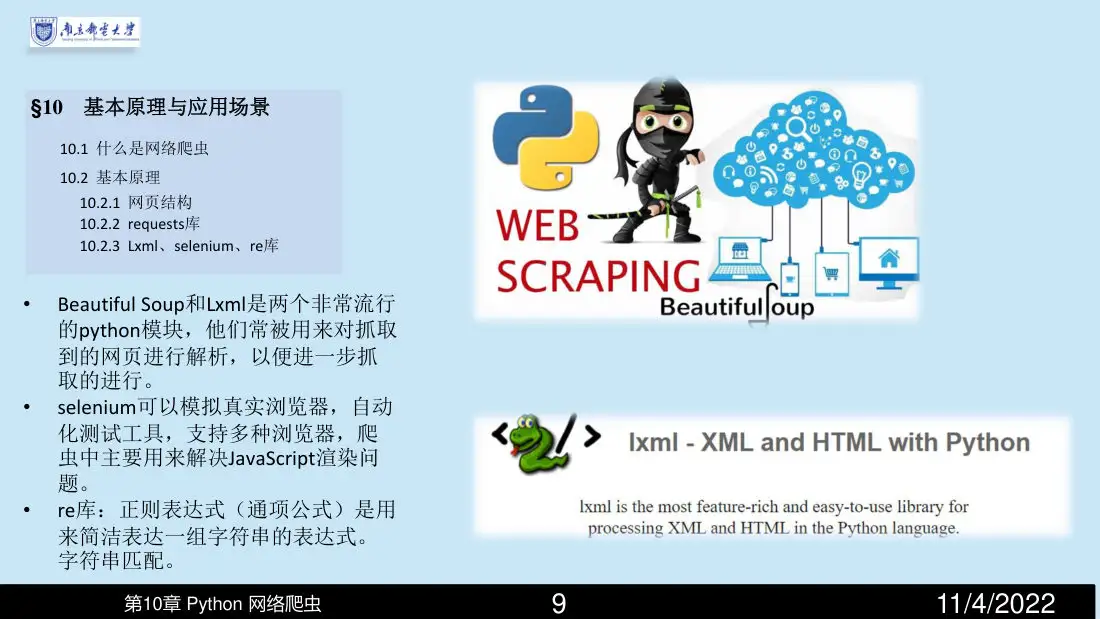 南京邮电大学
§10 基本原理与应用场景
10.1 什么是网络爬虫
10.2 基本原理
10.2.1 网页结构
10.2.2 requests库
10.2.3 Lxml、selenium、re库
• Beautiful Soup和Lxml是两个非常流行
的python模块，他们常被用来对抓取
到的网页进行解析，以便进一步抓
取的进行。
• selenium可以模拟真实浏览器，自动
化测试工具，支持多种浏览器，爬
虫中主要用来解决JavaScript渲染问
题。
• re库：正则表达式（通项公式）是用
来简洁表达一组字符串的表达式。
字符串匹配。
WEB
SCRAPING
BeautifulSoup
lxml - XML and HTML with Python
lxml is the most feature-rich and easy-to-use library for
processing XML and HTML in the Python language.
第10章 Python 网络爬虫
9
11/4/2022